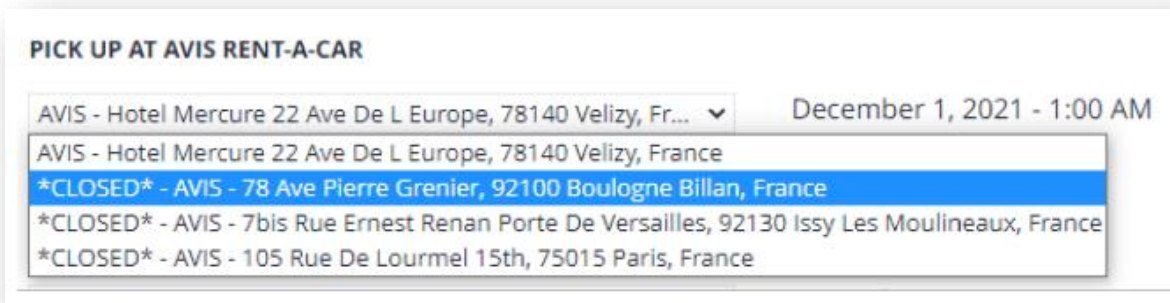 PICK UP AT AVIS RENT-A-CAR
AVIS - Hotel Mercure 22 Ave De L Europe, 78140 Velizy, Fr...
December 1, 2021 - 1:00 AM
AVIS - Hotel Mercure 22 Ave De L Europe, 78140 Velizy, France
*CLOSED* - AVIS - 78 Ave Pierre Grenier, 92100 Boulogne Billan, France
*CLOSED* - AVIS - 7bis Rue Ernest Renan Porte De Versailles, 92130 Issy Les Moulineaux, France
*CLOSED* - AVIS - 105 Rue De Lourmel 15th, 75015 Paris, France